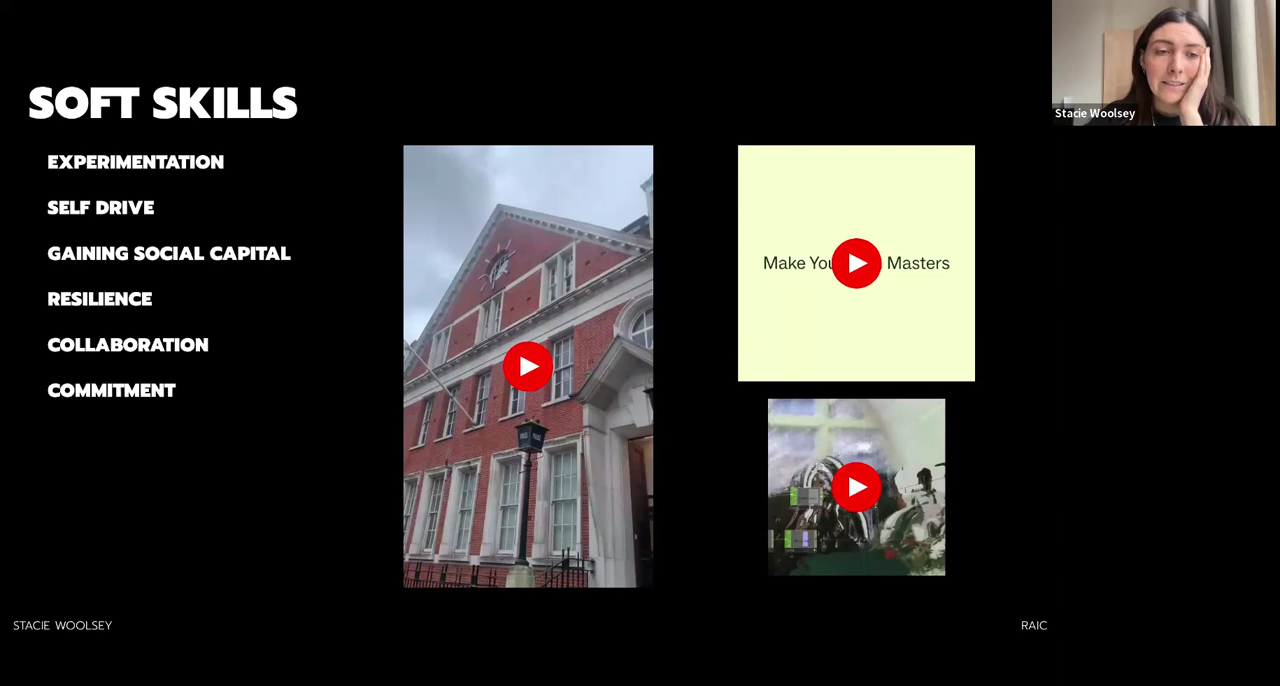 SOFT SKILLS
EXPERIMENTATION
SELF DRIVE
GAINING SOCIAL CAPITAL
RESILIENCE
COLLABORATION
COMMITMENT
Make You Masters
Stacie Woolsey
STACIE WOOLSEY
RAIC